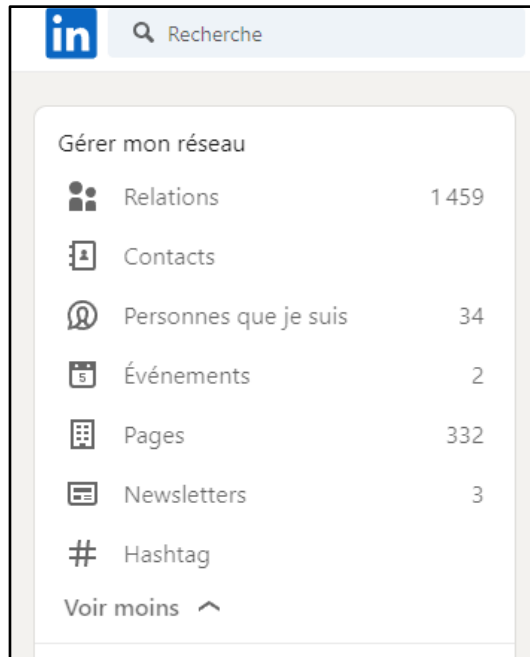 in Recherche
Gérer mon réseau
Relations 1 459
Contacts
Personnes que je suis 34
5
Événements 2
Pages 332
Newsletters 3
# Hashtag
Voir moins